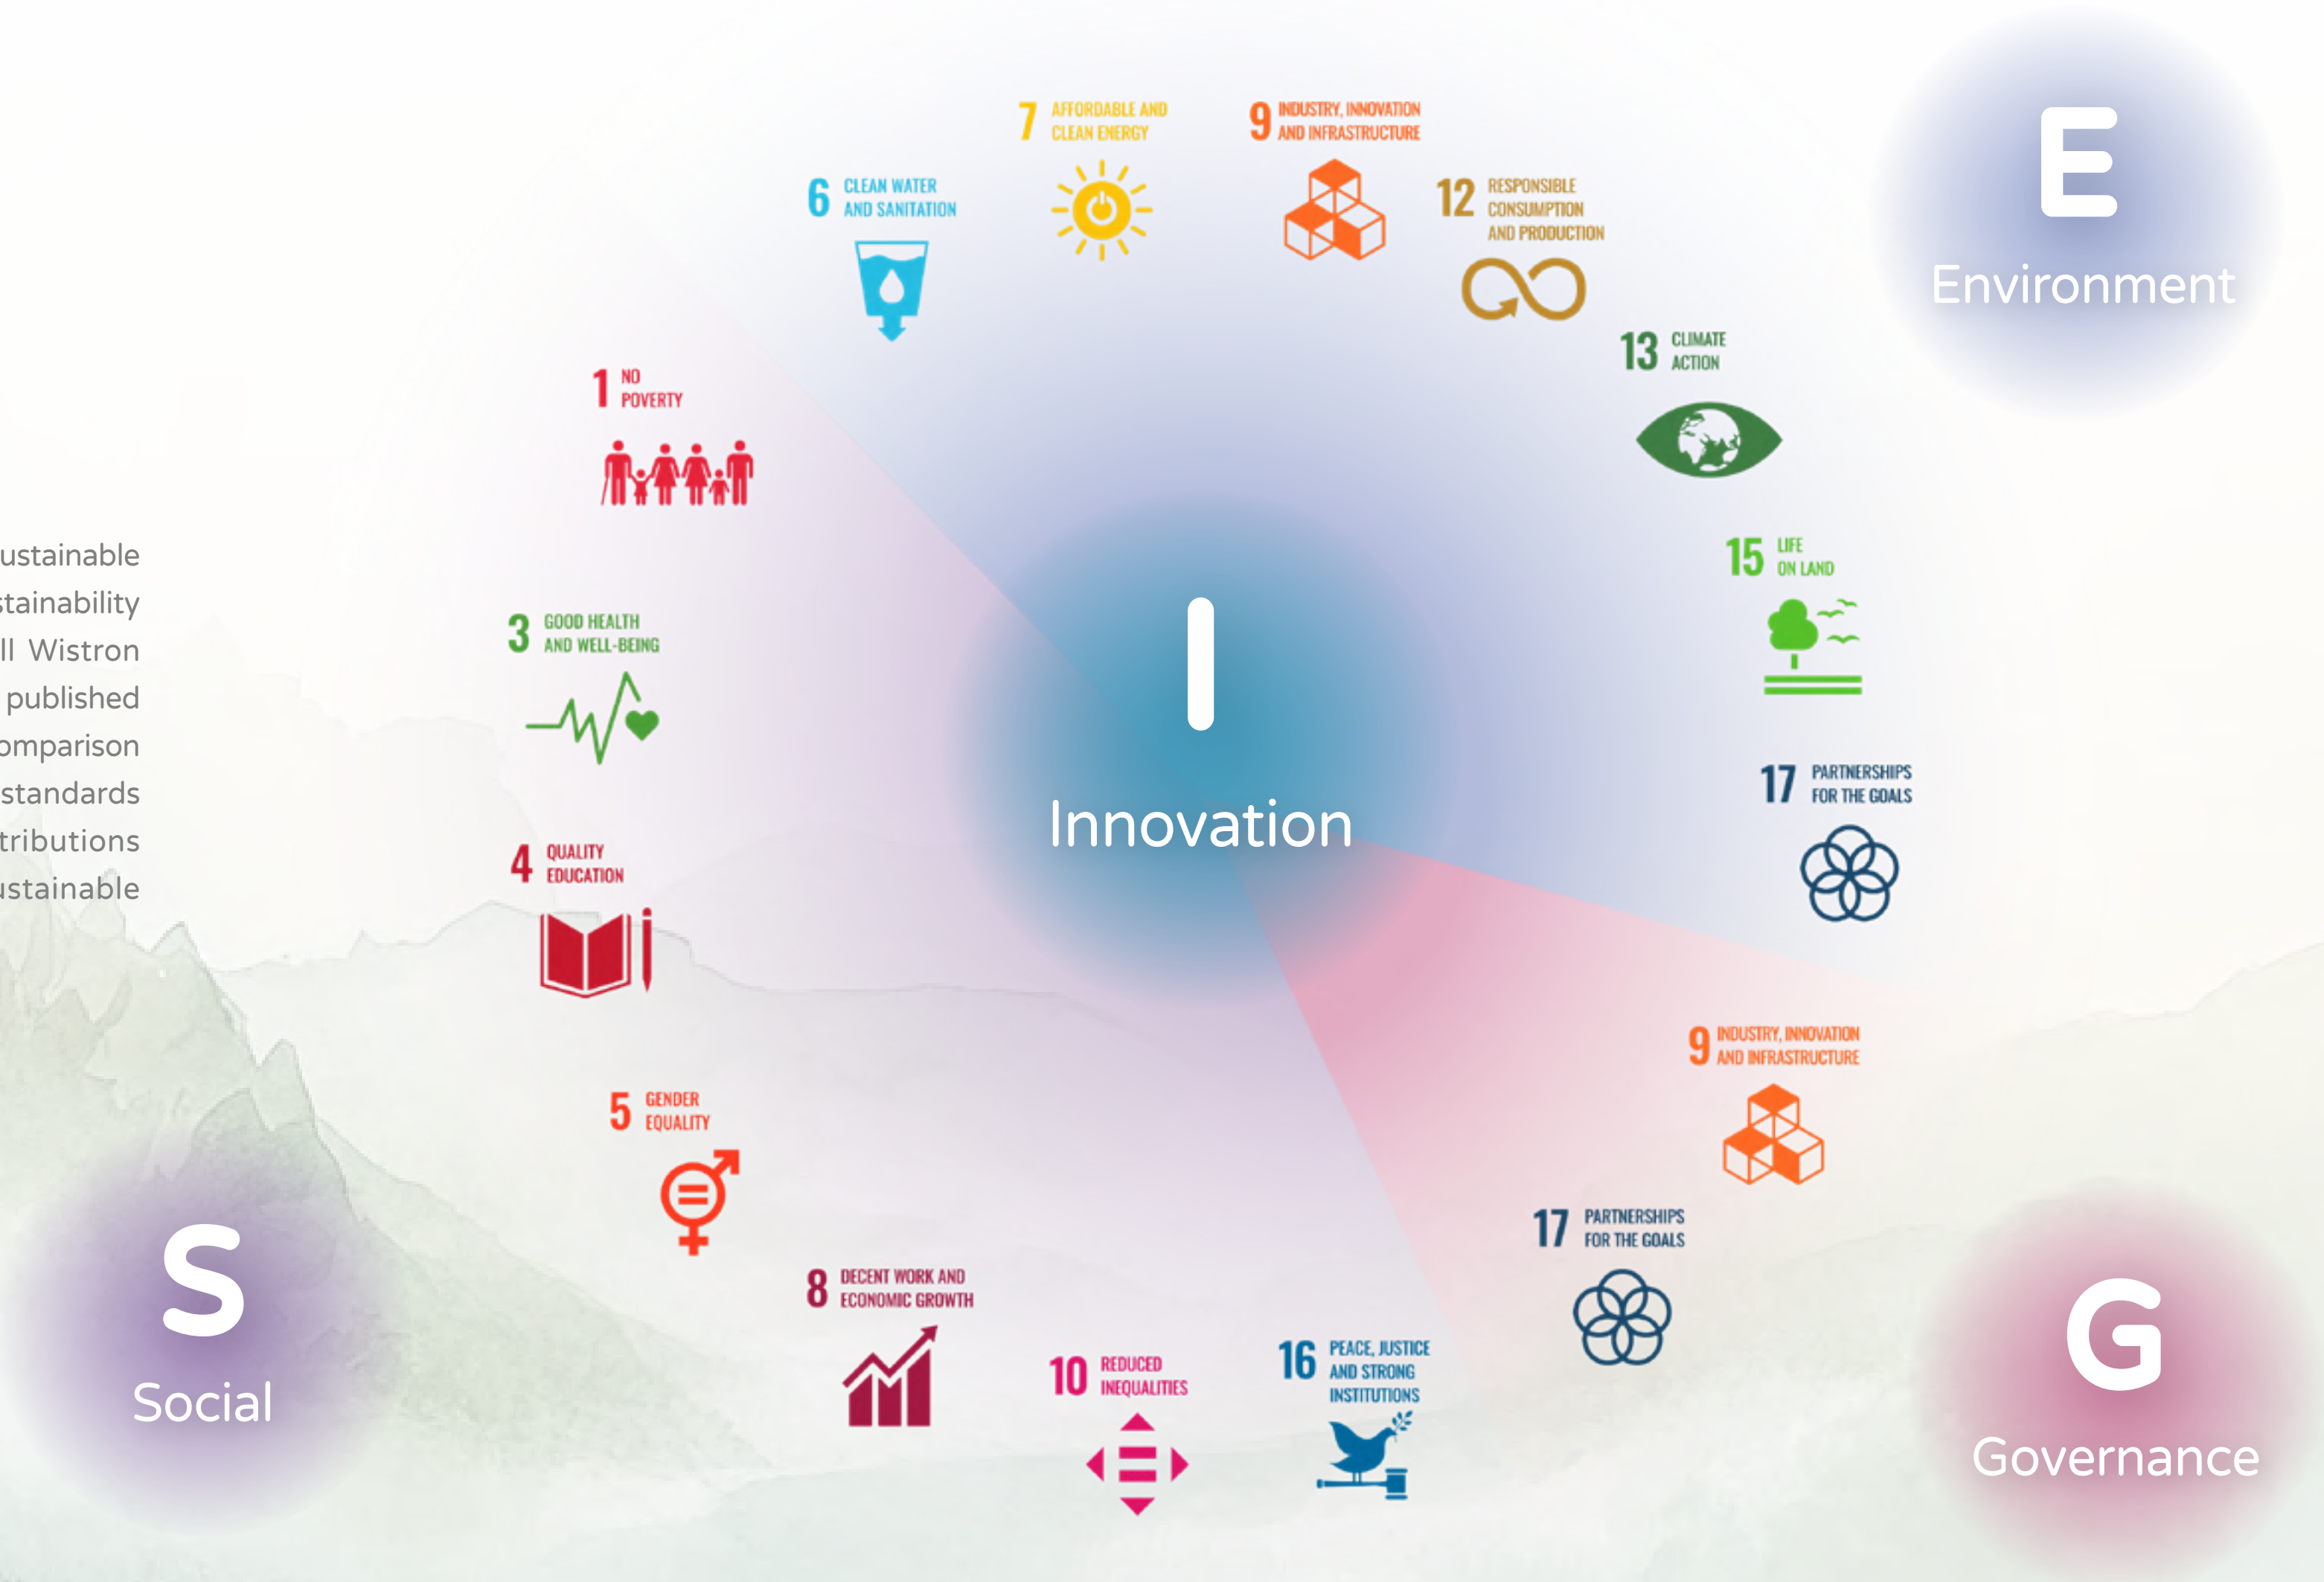 7 AFFORDABLE AND
CLEAN ENERGY
9 INDUSTRY, INNOVATION
AND INFRASTRUCTURE
6 CLEAN WATER
AND SANITATION
12 RESPONSIBLE
CONSUMPTION
AND PRODUCTION
E
Environment
13 CLIMATE
ACTION
1 NO
POVERTY
15 LIFE
ON LAND
3 GOOD HEALTH
AND WELL-BEING
I
Innovation
17 PARTNERSHIPS
FOR THE GOALS
4 QUALITY
EDUCATION
9 INDUSTRY, INNOVATION
AND INFRASTRUCTURE
5 GENDER
EQUALITY
17 PARTNERSHIPS
FOR THE GOALS
8 DECENT WORK AND
ECONOMIC GROWTH
10 REDUCED
INEQUALITIES
16 PEACE, JUSTICE
AND STRONG
INSTITUTIONS
S
Social
G
Governance
ustainable
stainability
ll Wistron
published
omparison
standards
tributions
ustainable